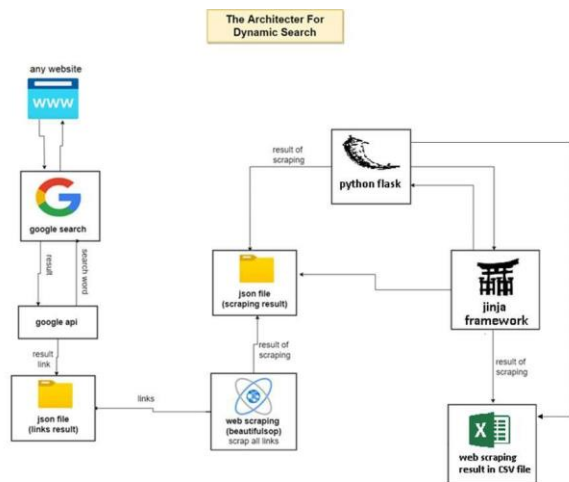 The Architecter For
Dynamic Search
any website
WWW
google search
result
search word
google api
result
link
json file
(links result)
links
web scraping
(beautifulsop)
scrap all links
result of
scraping
json file
(scraping result)
result of
scraping
python flask
jinja
framework
result of
scraping
X
web scraping
result in CSV file